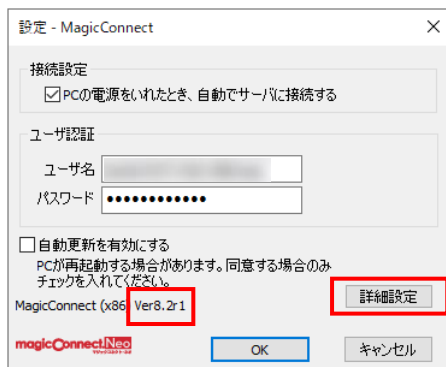 設定 - MagicConnect
接続設定
PCの電源をいれたとき、自動でサーバに接続する
ユーザ認証
ユーザ名
パスワード ●●●●●●●●●●●●
自動更新を有効にする
PCが再起動する場合があります。同意する場合のみ
チェックを入れてください。
MagicConnect (x86) Ver8.2r1
詳細設定
magicConnect.Neo
OK
キャンセル